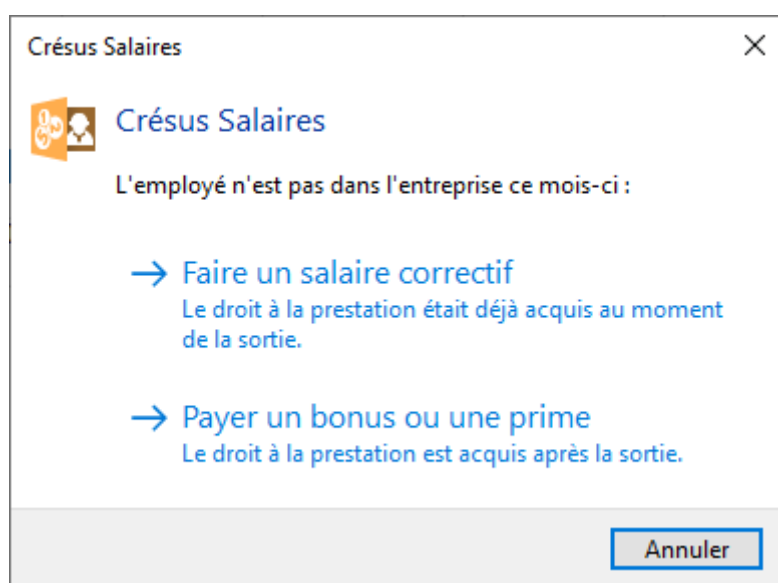 Crésus Salaires
Crésus Salaires
L'employé n'est pas dans l'entreprise ce mois-ci :
Faire un salaire correctif
Le droit à la prestation était déjà acquis au moment
de la sortie.
Payer un bonus ou une prime
Le droit à la prestation est acquis après la sortie.
Annuler